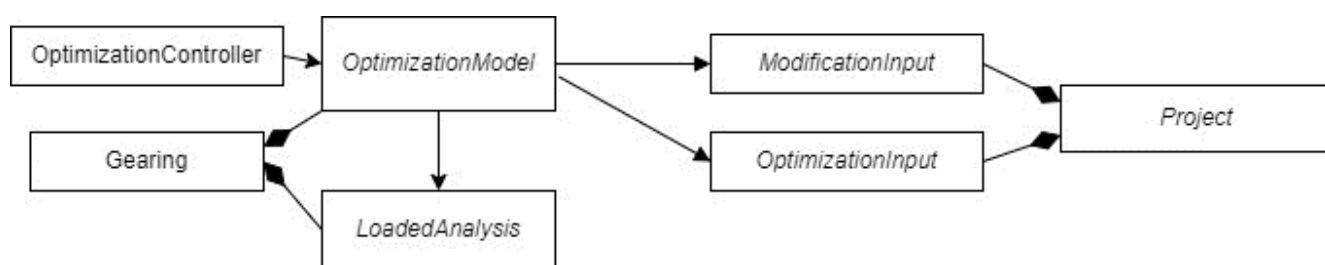 OptimizationController
OptimizationModel
ModificationInput
Project
Gearing
OptimizationInput
LoadedAnalysis